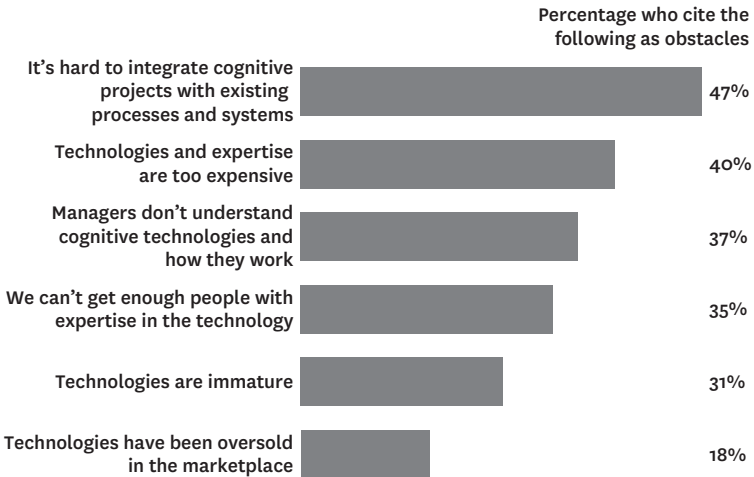 Percentage who cite the
following as obstacles
It’s hard to integrate cognitive
projects with existing
processes and systems
47%
Technologies and expertise
are too expensive
40%
Managers don’t understand
cognitive technologies and
how they work
37%
We can’t get enough people with
expertise in the technology
35%
Technologies are immature
31%
Technologies have been oversold
in the marketplace
18%